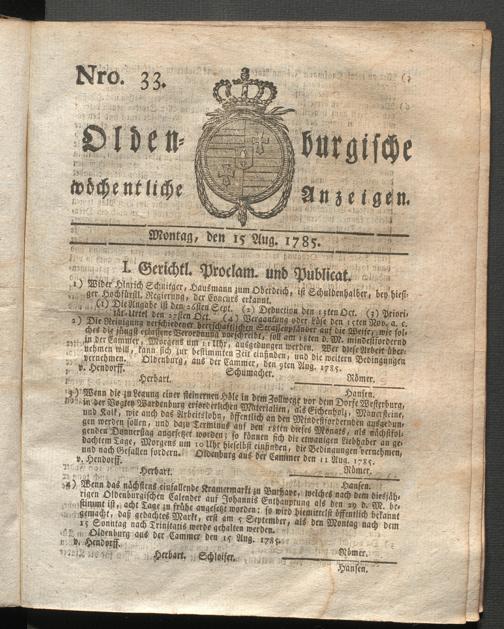 Nro. 33.
Olden- burgische
wöchentliche Anzeigen.
Montag, den 15 Aug. 1785.
I. Gerichtl. Proclam. und Publicat.
1) Wider Hinrich Schnitger, Hausmann zum Oberdeich, ist Schuldenhalber, bey hiesi-
ger Hochfürstl. Regierung, der Concurs erkannt.
(1) Die Angabe ist den 26sten Sept. (2) Deduction den 13ten Oct. (3) Priori-
tät-Urtel den 27sten Oct. (4) Vergantung oder Löse den 15ten Nov. a. c.
2) Die Reinigung verschiedener herrschaftlichen Strassenpfänder auf die Weise, wie sol-
ches die jüngst erlassene Verordnung vorschreibt, soll am 18ten d. M. mindestfordernd
in der Cammer, Morgens um 11 Uhr, ausgedungen werden. Wer diese Arbeit über-
nehmen will, kann sich zur bestimmten Zeit einfinden, und die weitern Bedingungen
vernehmen. Oldenburg, aus der Cammer, den 9ten Aug. 1785.
v. Hendorff. Schumacher.
Herbart. Römer.
Hansen.
3) Wenn die zu Legung einer steinernen Höle in dem Zollwege vor dem Dorfe Westerburg,
in der Vogtey Wardenburg erforderlichen Materialien, als Eichenholz, Mauersteine,
und Kalk, wie auch das Arbeitslohn, öffentlich an den Mindestfordernden ausgedun-
gen werden sollen, und dazu Terminus auf den 18ten dieses Monats, als nächstfol-
genden Donnerstag angesetzet worden; so können sich die etwanigen Liebhaber an ge-
dachtem Tage, Morgens um 10 Uhr hieselbst einfinden, die Bedingungen vernehmen,
und nach Gefallen fordern. Oldenburg aus der Cammer den 11 Aug. 1785.
v. Hendorff.
Herbart. Römer.
Hansen.
4) Wenn das nächstens einfallende Kramermarkt zu Burhave, welches nach dem diesjäh-
rigen Oldenburgischen Calender auf Johannis Enthauptung als den 29 d. M. be-
stimmt ist, acht Tage zu frühe angesetzt worden: so wird hiemittelst öffentlich bekannt
gemacht, daß gedachtes Markt, erst am 5 September, als den Montag nach dem
15 Sonntag nach Trinitatis werde gehalten werden.
Oldenburg aus der Cammer den 15 Aug. 1785.
v. Hendorff.
Herbart. Schloifer. Römer.
Hansen.